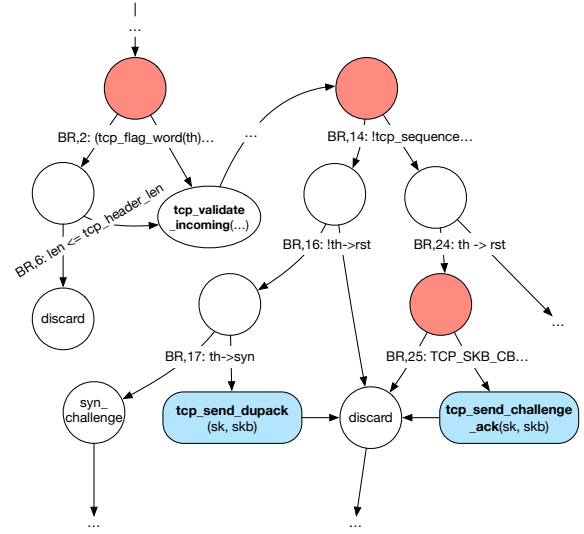 ...
BR,2: (tcp_flag_word(th)...
...
BR,14: !tcp_sequence...
BR,6: len <= tcp_header_len
tcp_validate
_incoming(...)
BR,16: !th->rst
BR,24: th -> rst
discard
...
BR,17: th->syn
BR,25: TCP_SKB_CB...
syn_
challenge
tcp_send_dupack
(sk, skb)
discard
tcp_send_challenge
_ack(sk, skb)
...
...